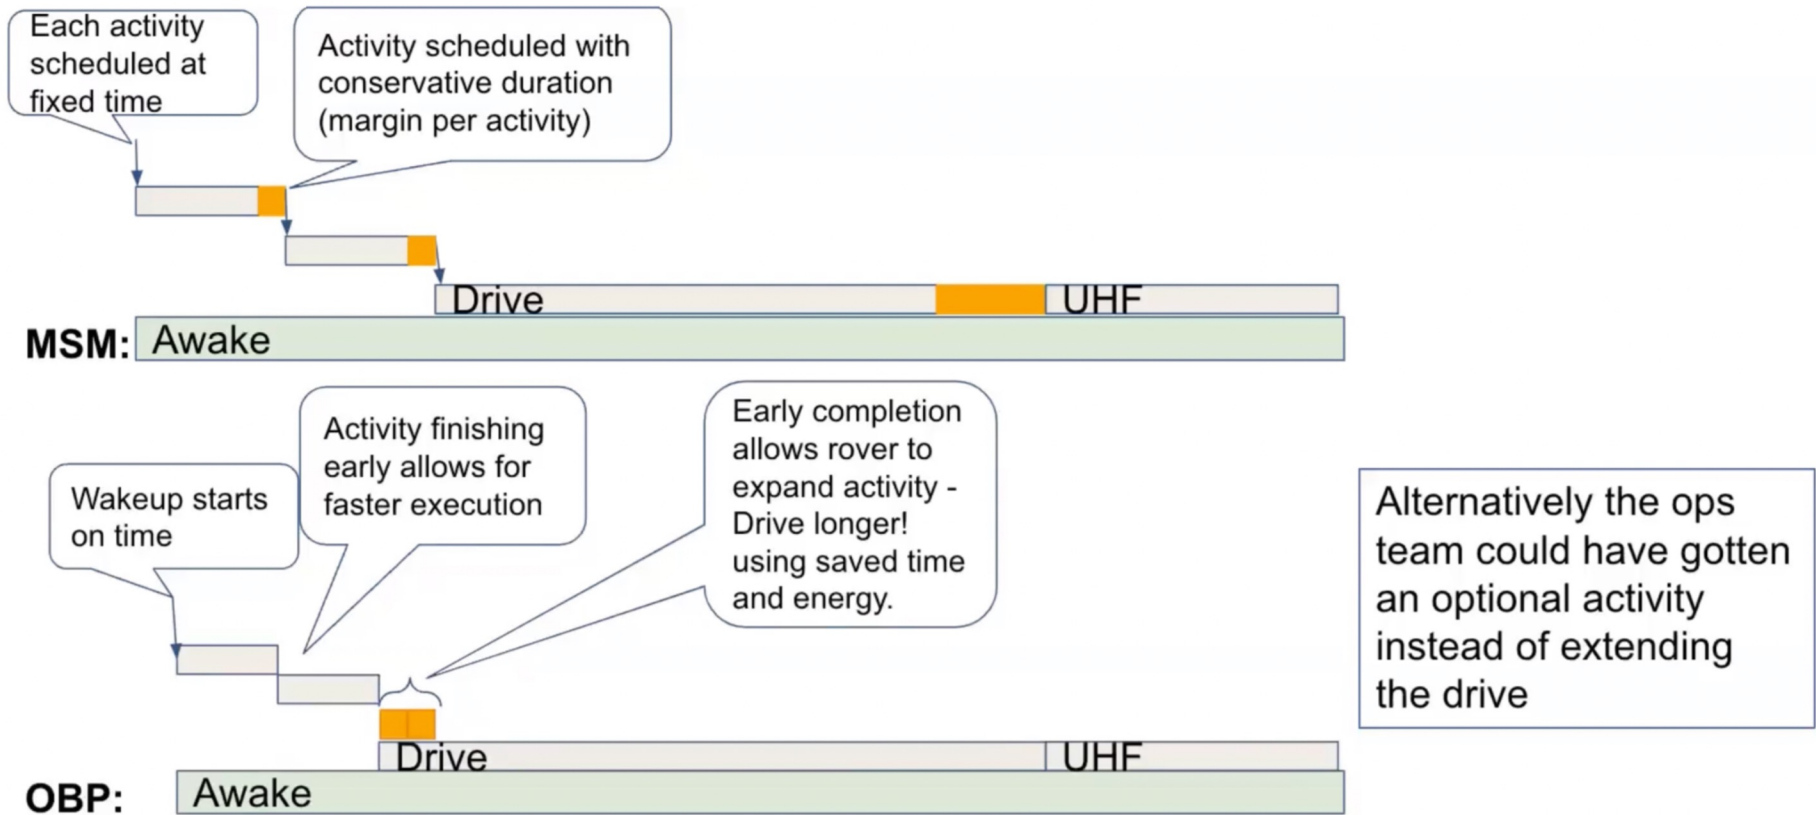 Each activity
scheduled at
fixed time
Activity scheduled with
conservative duration
(margin per activity)
Drive
UHF
MSM:
Awake
Activity finishing
early allows for
faster execution
Early completion
allows rover to
expand activity -
Drive longer!
using saved time
and energy.
Wakeup starts
on time
Alternatively the ops
team could have gotten
an optional activity
instead of extending
the drive
Drive
UHF
OBP:
Awake